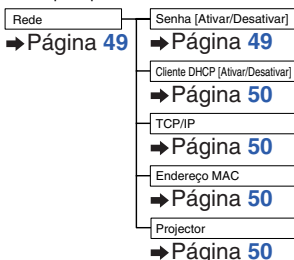 Rede
➡Página 49
Senha [Ativar/Desativar]
➡Página 49
Cliente DHCP [Ativar/Desativar]
➡Página 50
TCP/IP
➡Página 50
Endereço MAC
➡Página 50
Projector
➡Página 50